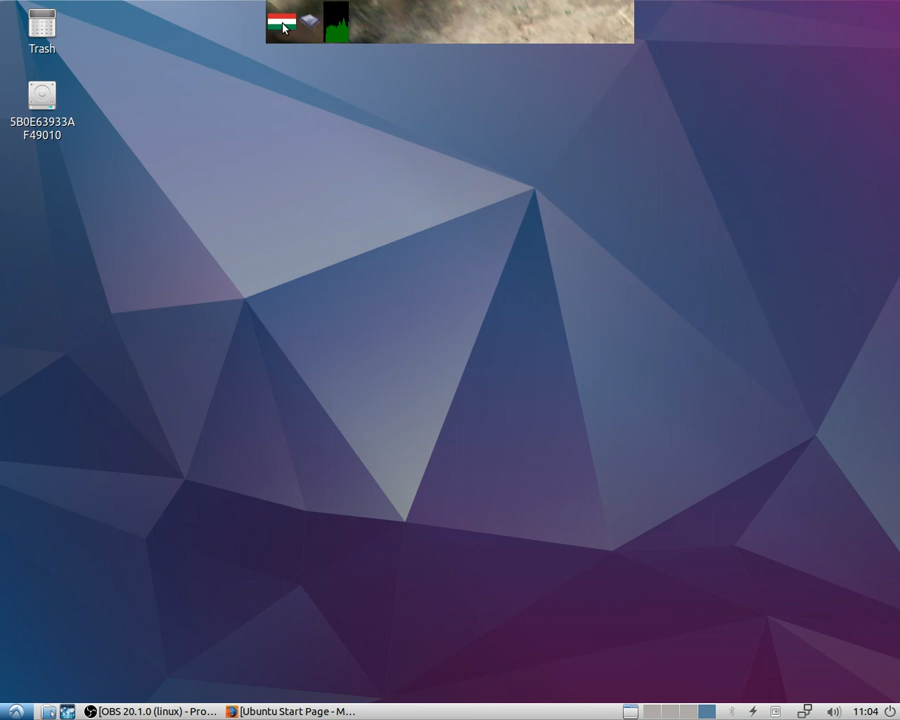 Trash
5B0E63933A
F49010
[OBS 20.1.0 (linux) - Pro...
[Ubuntu Start Page - M...
11:04